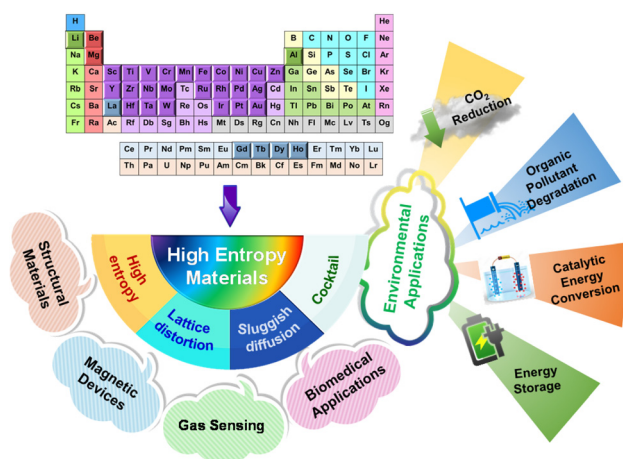 H He
Li Be B C N O F Ne
Na Mg Al Si P S Cl Ar
K Ca Sc Ti V Cr Mn Fe Co Ni Cu Zn Ga Ge As Se Br Kr
Rb Sr Y Zr Nb Mo Tc Ru Rh Pd Ag Cd In Sn Sb Te I Xe
Cs Ba La Hf Ta W Re Os Ir Pt Au Hg Tl Pb Bi Po At Rn
Fr Ra Ac Rf Db Sg Bh Hs Mt Ds Rg Cn Nh Fl Mc Lv Ts Og
Ce Pr Nd Pm Sm Eu Gd Tb Dy Ho Er Tm Yb Lu
Th Pa U Np Pu Am Cm Bk Cf Es Fm Md No Lr
High Entropy
Materials
High
entropy
Lattice
distortion
Sluggish
diffusion
Cocktail
Structural
Materials
Magnetic
Devices
Gas Sensing
Biomedical
Applications
Environmental
Applications
CO2
Reduction
Organic
Pollutant
Degradation
Catalytic
Energy
Conversion
Energy
Storage